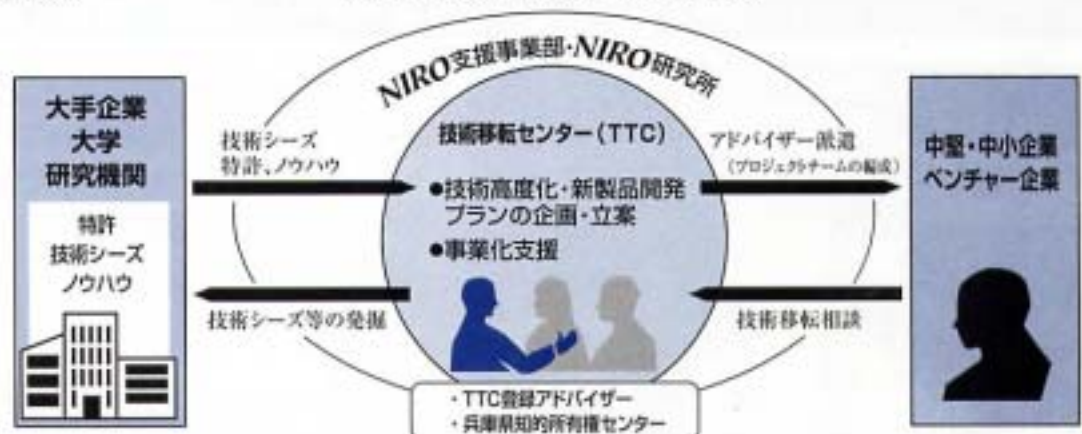 NIRO支援事業部・NIRO研究所
大手企業
大学
研究機関
特許
技術シーズ
ノウハウ
技術シーズ
特許、ノウハウ
技術シーズ等の発掘
技術移転センター(TTC)
●技術高度化・新製品開発
プランの企画・立案
●事業化支援
・TTC登録アドバイザー
・兵庫県知的所有権センター
アドバイザー派遣
(プロジェクトチームの編成)
技術移転相談
中堅・中小企業
ベンチャー企業